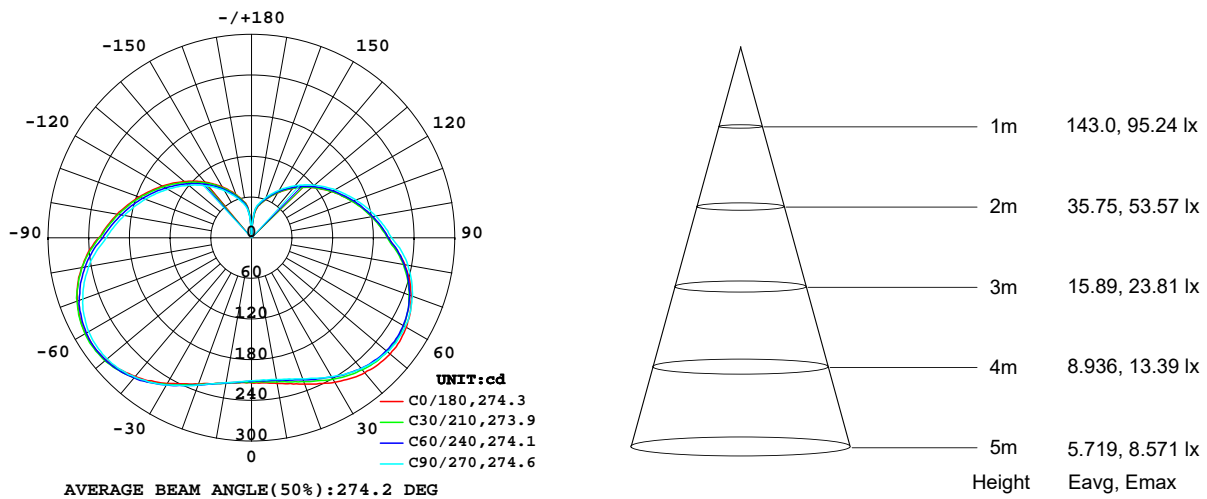 -/+180
-150
150
-120
120
-90
90
0
60
120
-60
60
180
UNIT:cd
240
C0/180,274.3
-30
30
C30/210,273.9
300
C60/240,274.1
0
C90/270,274.6
AVERAGE BEAM ANGLE(50%):274.2 DEG
1m 143.0, 95.24 lx
2m 35.75, 53.57 lx
3m 15.89, 23.81 lx
4m 8.936, 13.39 lx
5m 5.719, 8.571 lx
Height Eavg, Emax